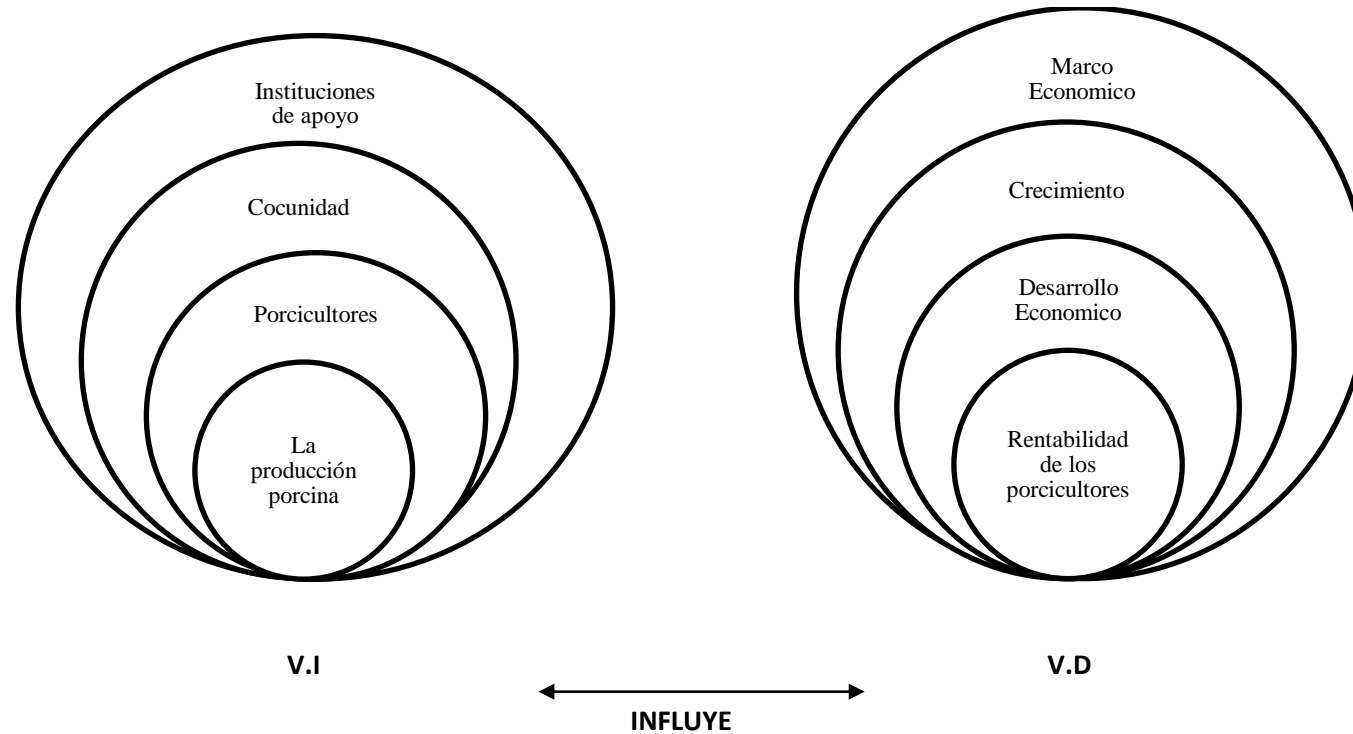 Instituciones
de apoyo
Cocunidad
Porcicultores
La
producción
porcina
Marco
Economico
Crecimiento
Desarrollo
Economico
Rentabilidad
de los
porcicultores
V.I
V.D
INFLUYE